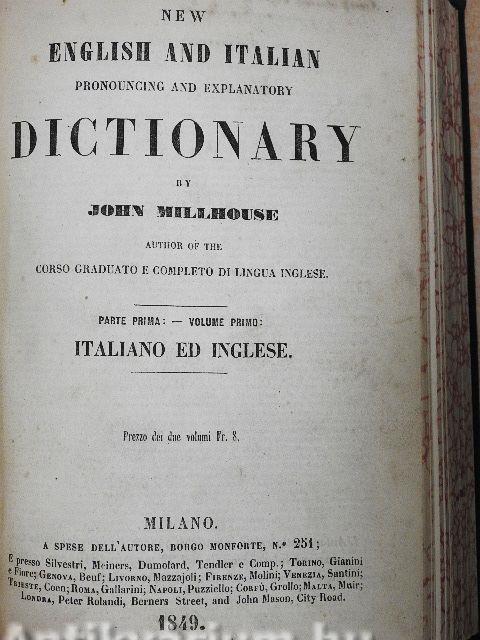 NEW
ENGLISH AND ITALIAN
PRONOUNCING AND EXPLANATORY
DICTIONARY
BY
JOHN MILLHOUSE
AUTHOR OF THE
CORSO GRADUATO E COMPLETO DI LINGUA INGLESE.
PARTE PRIMA: — VOLUME PRIMO:
ITALIANO ED INGLESE.
Prezzo dei due volumi Fr. 8.
MILANO.
A SPESE DELL'AUTORE, BORGO MONFORTE, N.º 251;
E presso Silvestri, Meiners, Dumolard, Tendler e Comp.; TORINO, Gianini
e Fiore; GENOVA, Beuf; LIVORNO, Mazzajoli; FIRENZE, Molini; VENEZIA, Santini;
TRIESTE, Coen; ROMA, Gallarini; NAPOLI, Puzziello; CORFÙ, Grollo; MALTA, Muir;
LONDRA, Peter Rolandi, Berners Street, and John Mason, City Road.
1849.